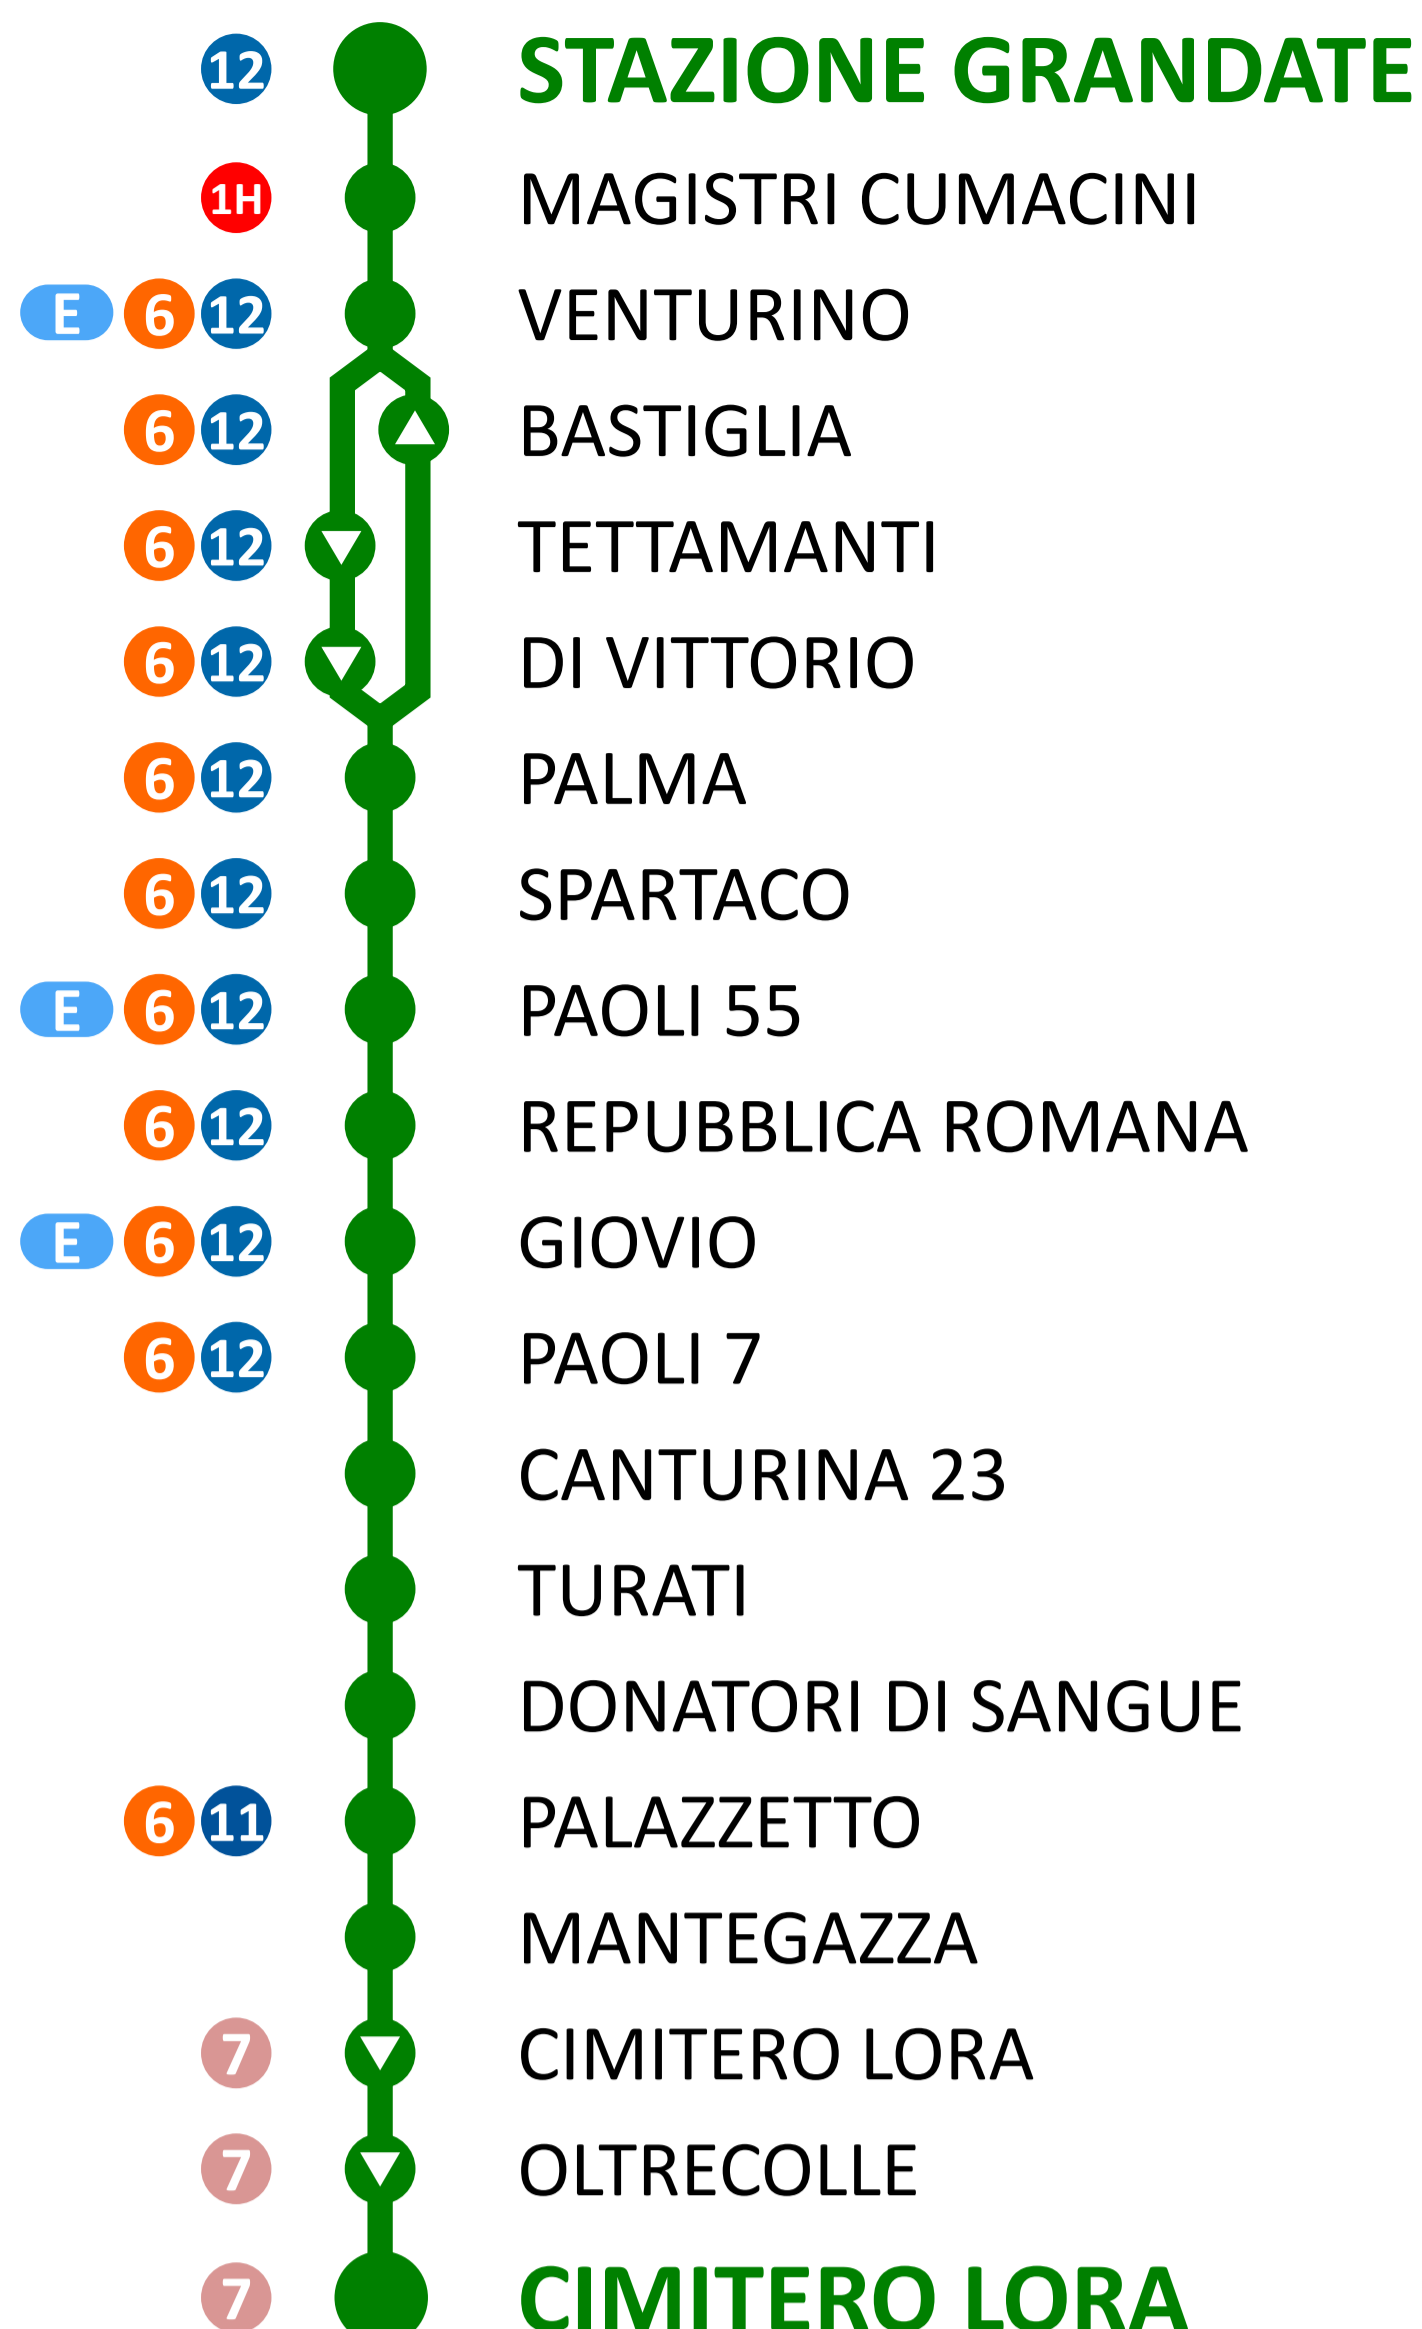 12 STAZIONE GRANDATE
1H MAGISTRI CUMACINI
E 6 12 VENTURINO
6 12 BASTIGLIA
6 12 TETTAMANTI
6 12 DI VITTORIO
6 12 PALMA
6 12 SPARTACO
E 6 12 PAOLI 55
6 12 REPUBBLICA ROMANA
E 6 12 GIOVIO
6 12 PAOLI 7
CANTURINA 23
TURATI
DONATORI DI SANGUE
6 11 PALAZZETTO
MANTEGAZZA
7 CIMITERO LORA
7 OLTRECOLLE
7 CIMITERO LORA